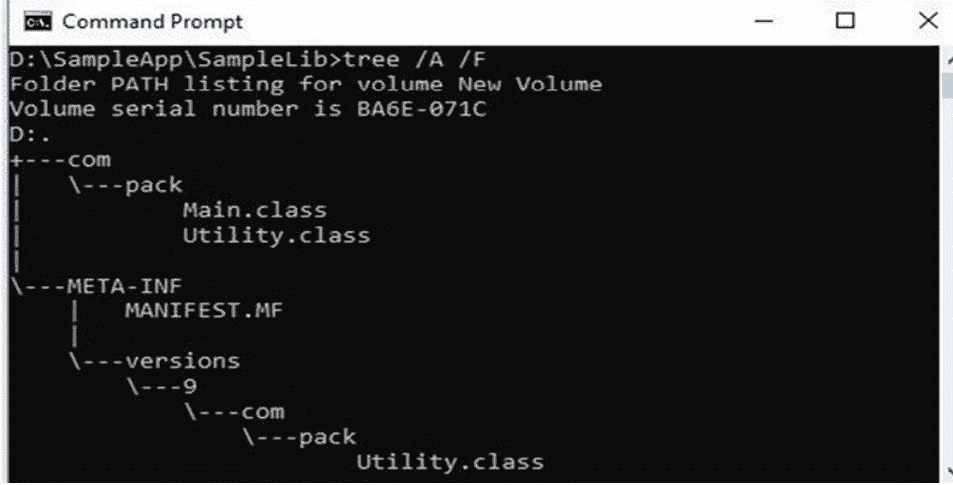 Command Prompt
D:\SampleApp\SampleLib>tree /A /F
Folder PATH listing for volume New Volume
Volume serial number is BA6E-071C
D:.
+---com
|   \---pack
|           Main.class
|           Utility.class
|
\---META-INF
    |   MANIFEST.MF
    |
    \---versions
        \---9
            \---com
                \---pack
                        Utility.class